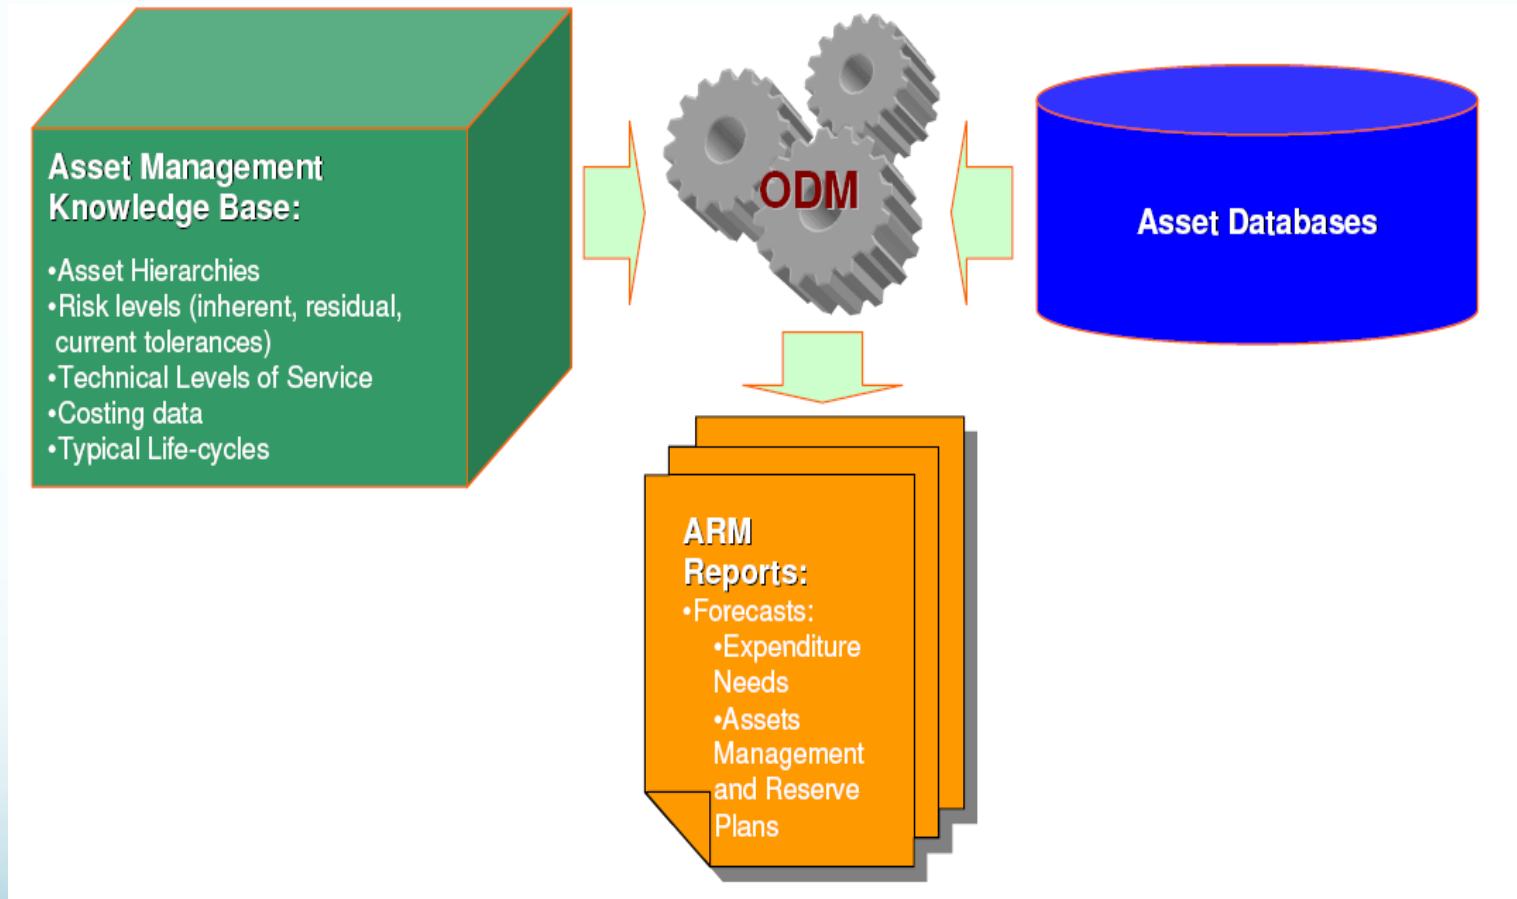 Asset Management
Knowledge Base:
•Asset Hierarchies
•Risk levels (inherent, residual,
current tolerances)
•Technical Levels of Service
•Costing data
•Typical Life-cycles
ODM
Asset Databases
ARM
Reports:
•Forecasts:
•Expenditure
Needs
•Assets
Management
and Reserve
Plans